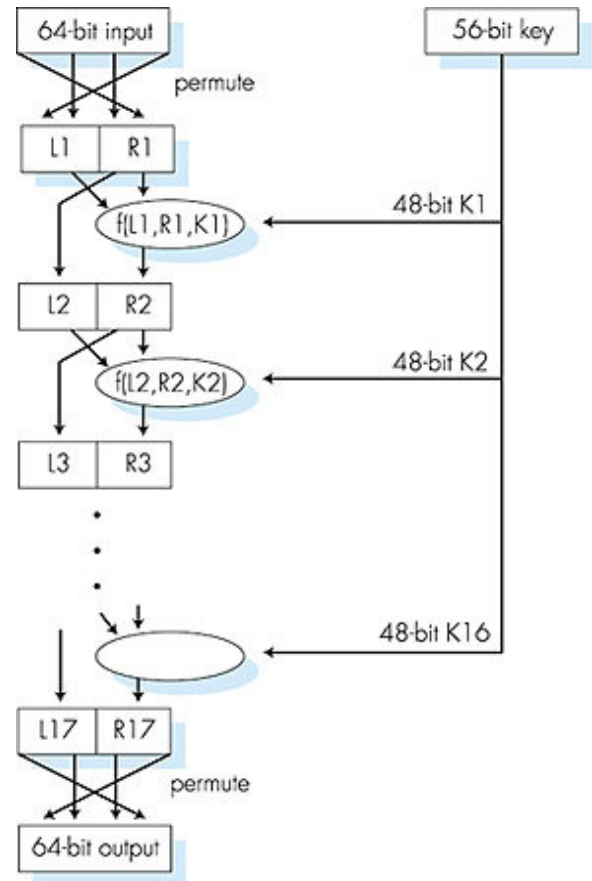 64-bit input
56-bit key
permute
L1 R1
48-bit K1
f(L1,R1,K1)
L2 R2
48-bit K2
f(L2,R2,K2)
L3 R3
48-bit K16
L17 R17
permute
64-bit output